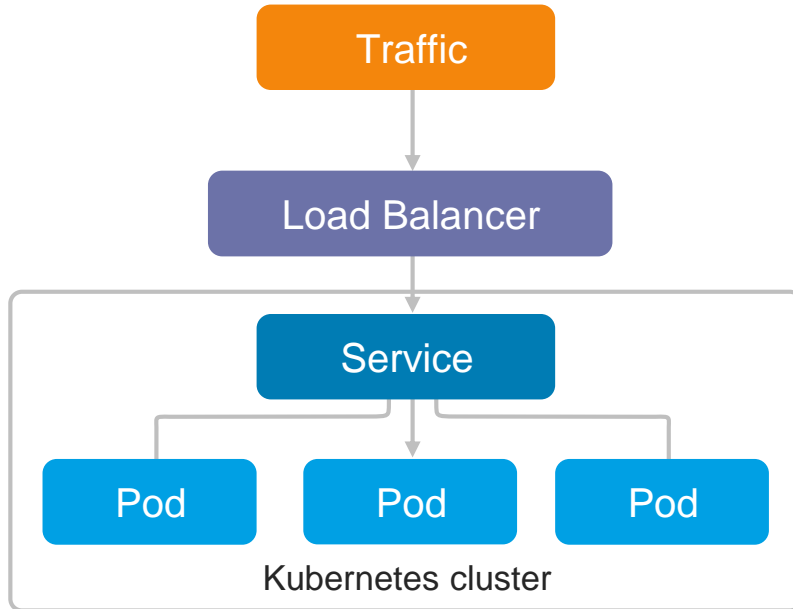 Traffic
Load Balancer
Service
Pod
Pod
Pod
Kubernetes cluster